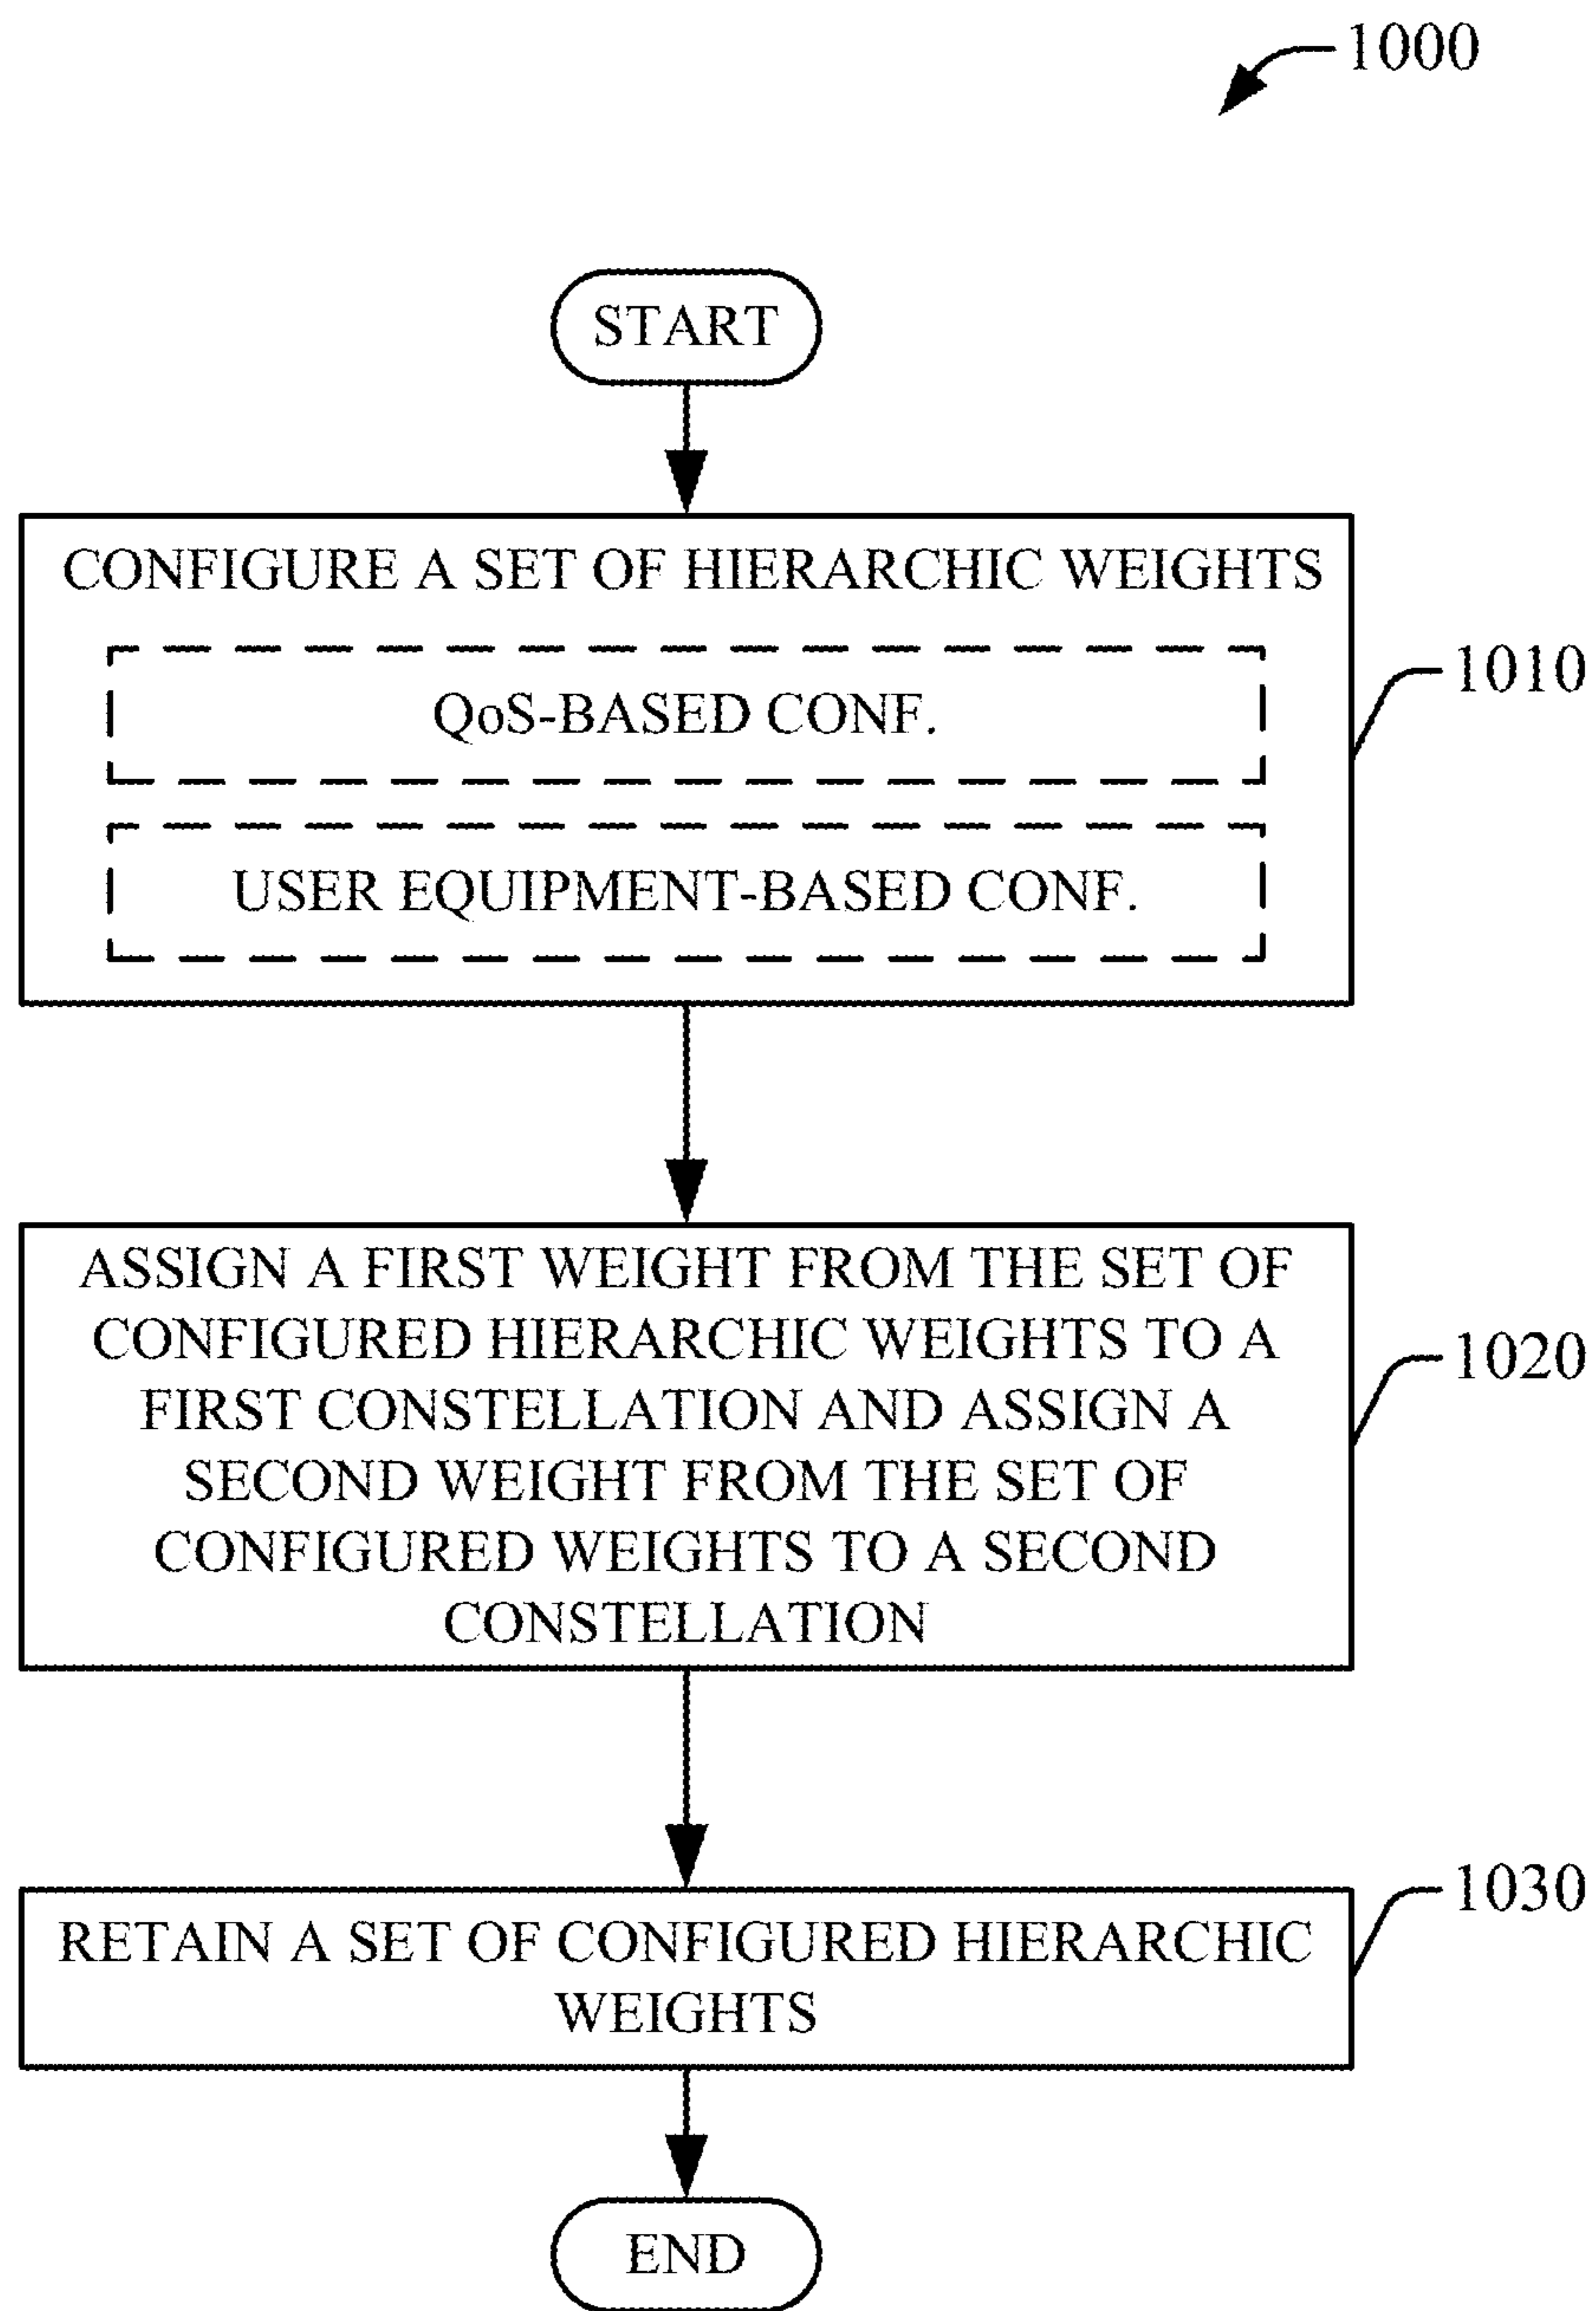 1000
START
CONFIGURE A SET OF HIERARCHIC WEIGHTS
QoS-BASED CONF.
USER EQUIPMENT-BASED CONF.
1010
ASSIGN A FIRST WEIGHT FROM THE SET OF
CONFIGURED HIERARCHIC WEIGHTS TO A
FIRST CONSTELLATION AND ASSIGN A
SECOND WEIGHT FROM THE SET OF
CONFIGURED WEIGHTS TO A SECOND
CONSTELLATION
1020
RETAIN A SET OF CONFIGURED HIERARCHIC
WEIGHTS
1030
END